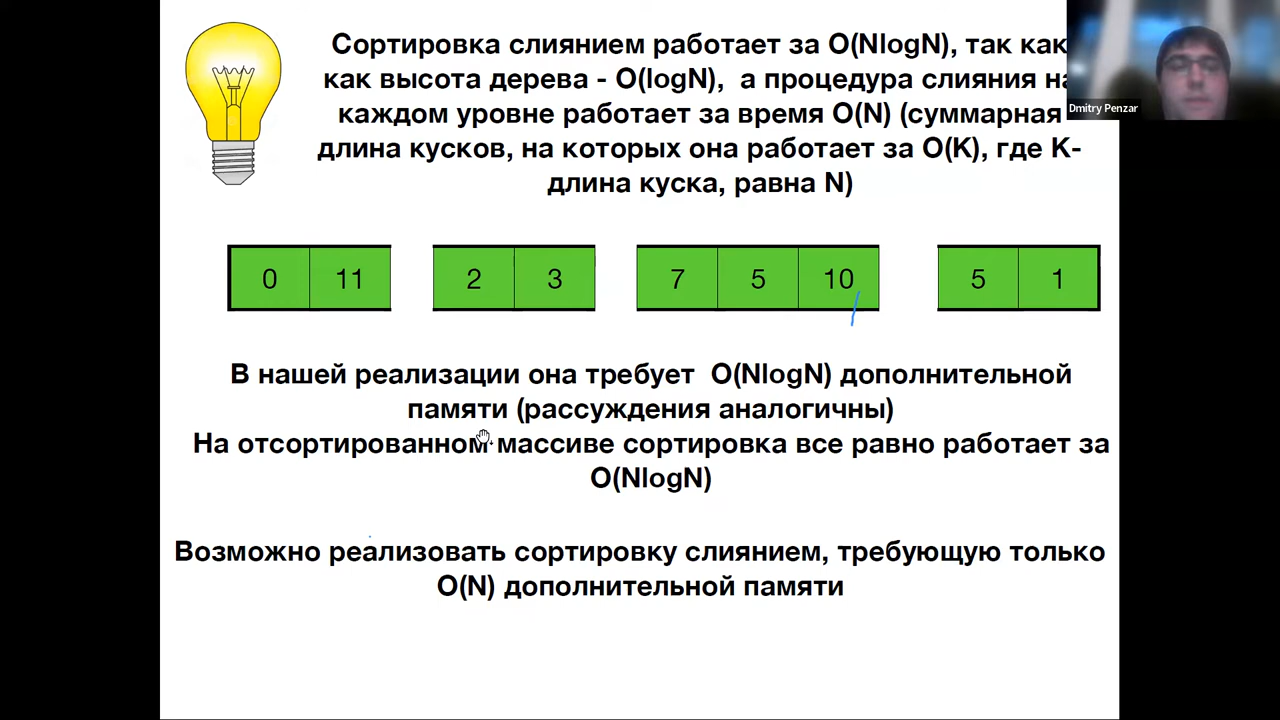 Сортировка слиянием работает за O(NlogN), так как
как высота дерева - O(logN), а процедура слияния на
каждом уровне работает за время O(N) (суммарная
длина кусков, на которых она работает за O(K), где K-
длина куска, равна N)
Dmitry Penzar
0 11 2 3 7 5 10 5 1
В нашей реализации она требует O(NlogN) дополнительной
памяти (рассуждения аналогичны)
На отсортированном массиве сортировка все равно работает за
O(NlogN)
Возможно реализовать сортировку слиянием, требующую только
O(N) дополнительной памяти